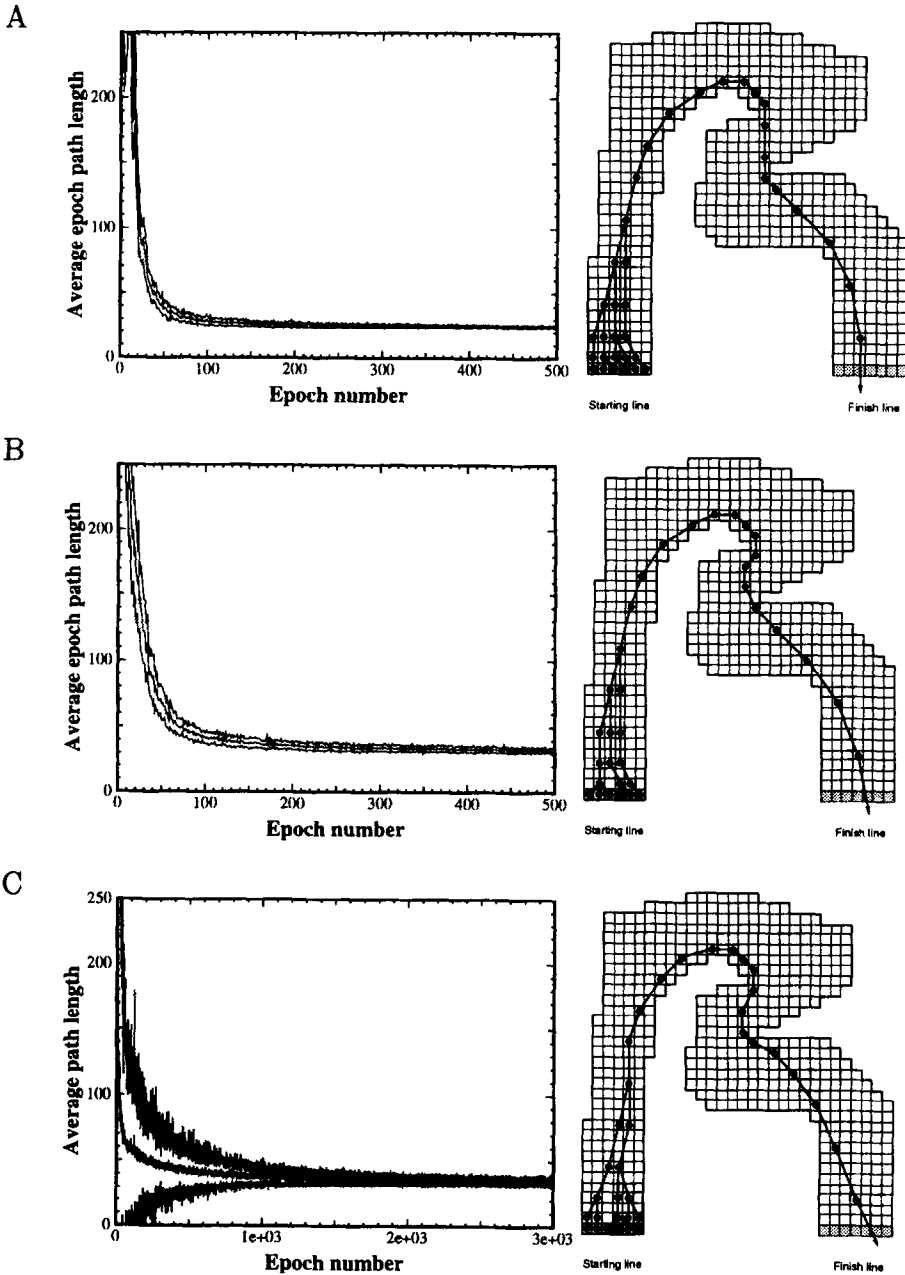 A
Average epoch path length
200
100
0
0 100 200 300 400 500
Epoch number
Starting line
Finish line
B
Average epoch path length
200
100
0
0 100 200 300 400 500
Epoch number
Starting line
Finish line
C
Average path length
250
200
150
100
50
0
0 1e+03 2e+03 3e+03
Epoch number
Starting line
Finish line